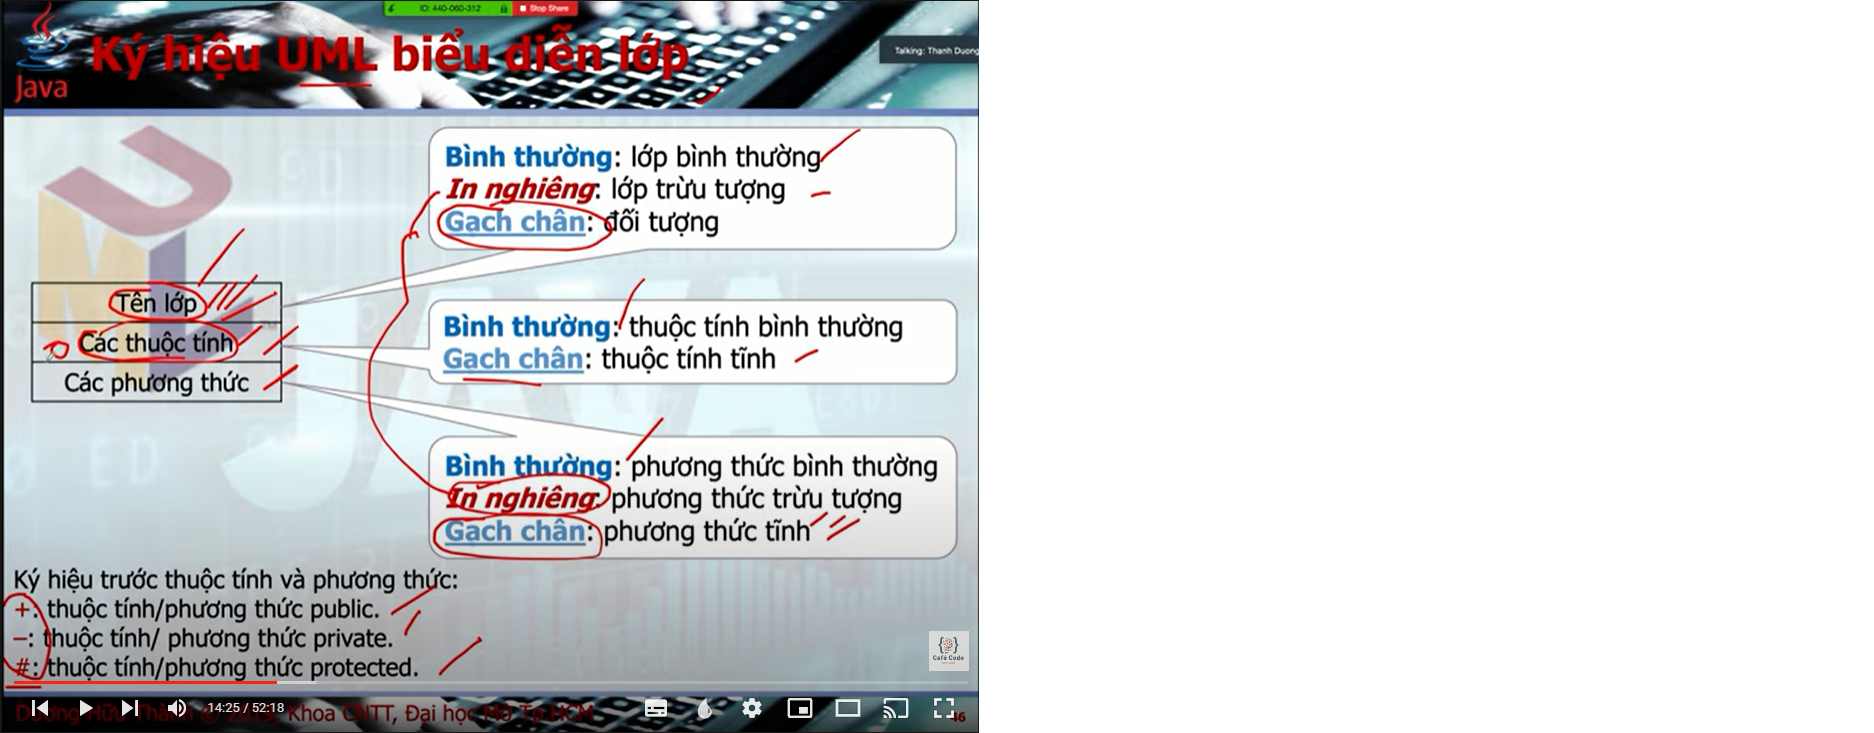 ID: 440-060-312 Stop Share
Ký hiệu UML biểu diễn lớp
Talking: Thanh Duong
Java
Bình thường: lớp bình thường
In nghiêng: lớp trừu tượng
Gạch chân: đối tượng
Tên lớp
Các thuộc tính
Các phương thức
Bình thường: thuộc tính bình thường
Gạch chân: thuộc tính tĩnh
Bình thường: phương thức bình thường
In nghiêng: phương thức trừu tượng
Gạch chân: phương thức tĩnh
Ký hiệu trước thuộc tính và phương thức:
+: thuộc tính/phương thức public.
–: thuộc tính/ phương thức private.
#: thuộc tính/phương thức protected.
{} Café Code
14:25 / 52:18
Dương Hữu Thành © 2019, Khoa CNTT, Đại học Mở Tp.HCM
46